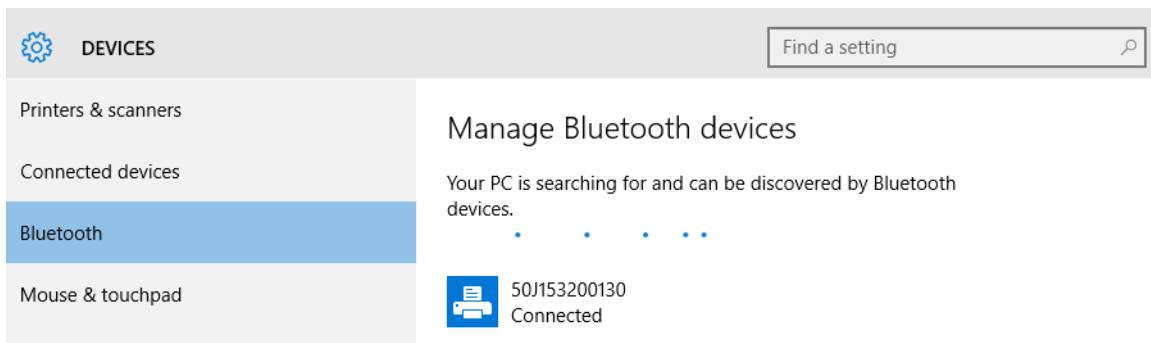 DEVICES
Find a setting
Printers & scanners
Connected devices
Bluetooth
Mouse & touchpad
Manage Bluetooth devices
Your PC is searching for and can be discovered by Bluetooth
devices.
50J153200130
Connected